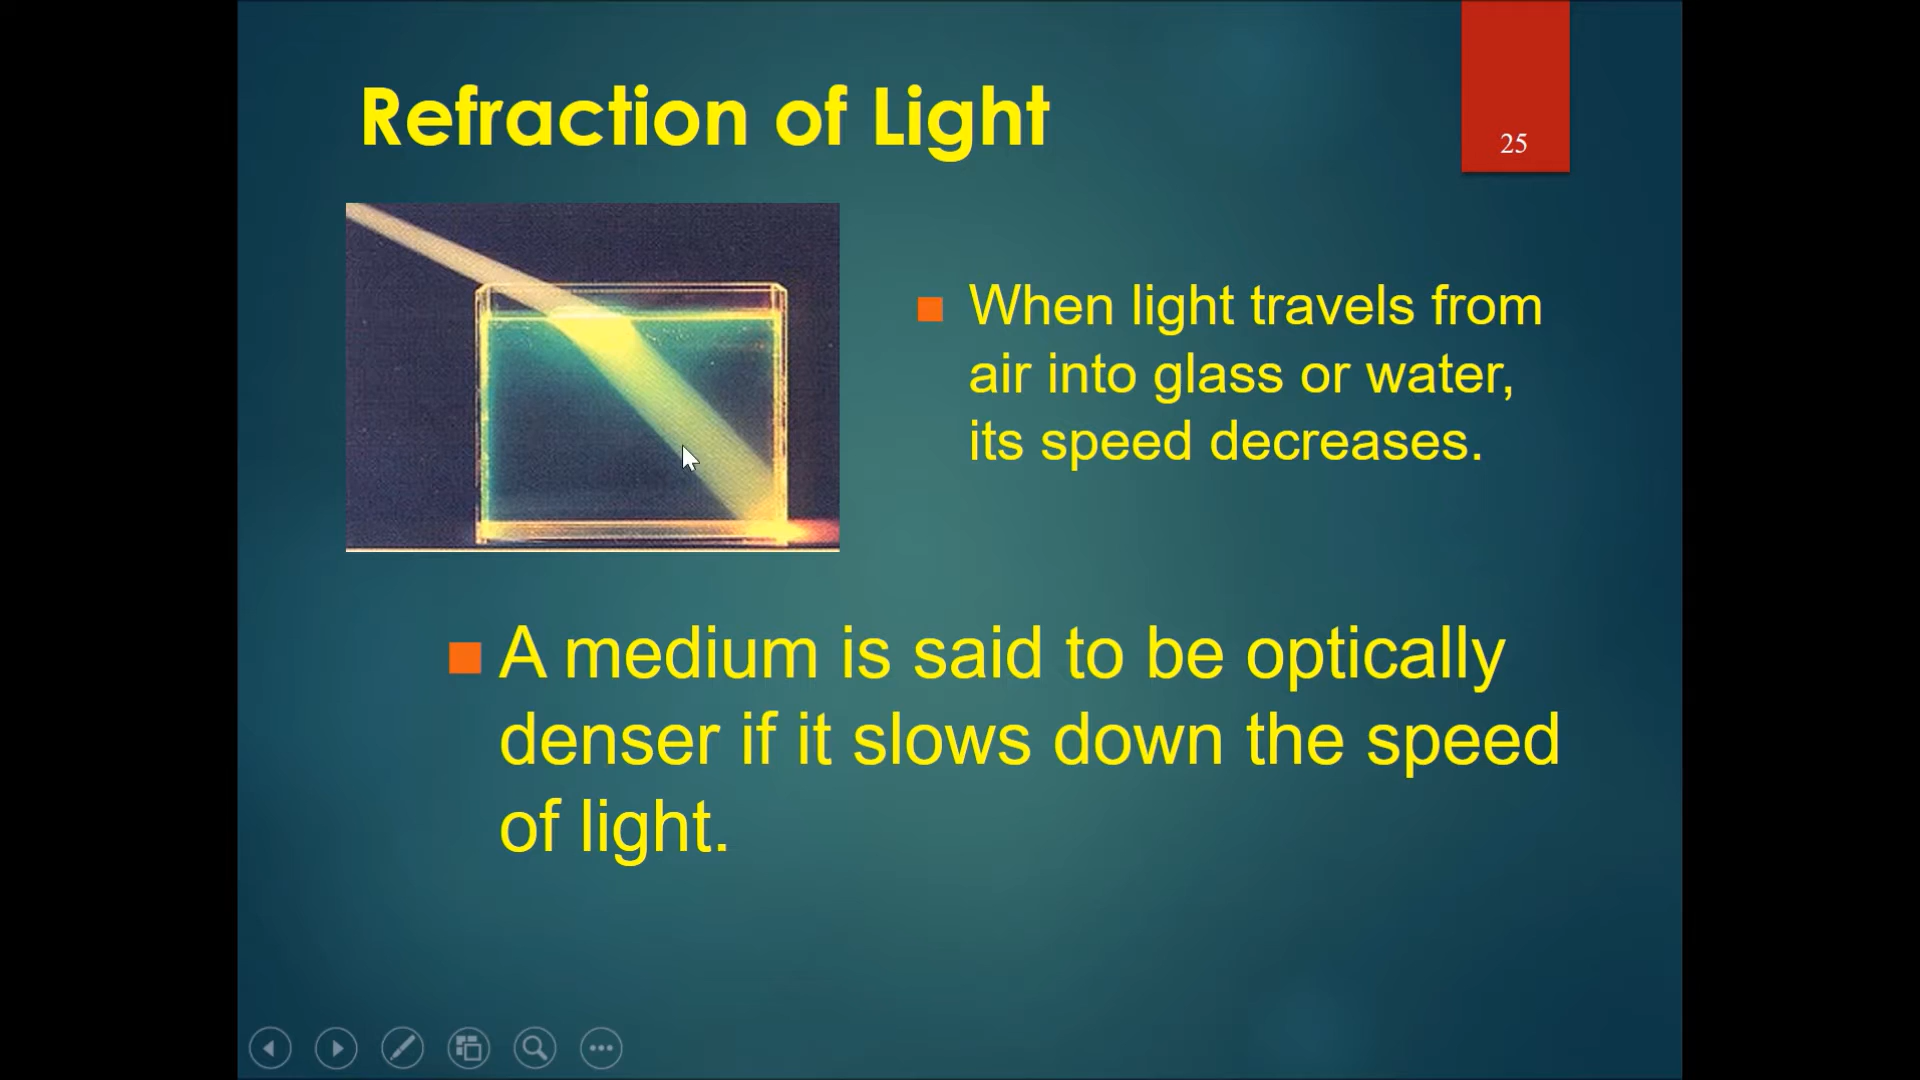 Refraction of Light
25
When light travels from
air into glass or water,
its speed decreases.
A medium is said to be optically
denser if it slows down the speed
of light.